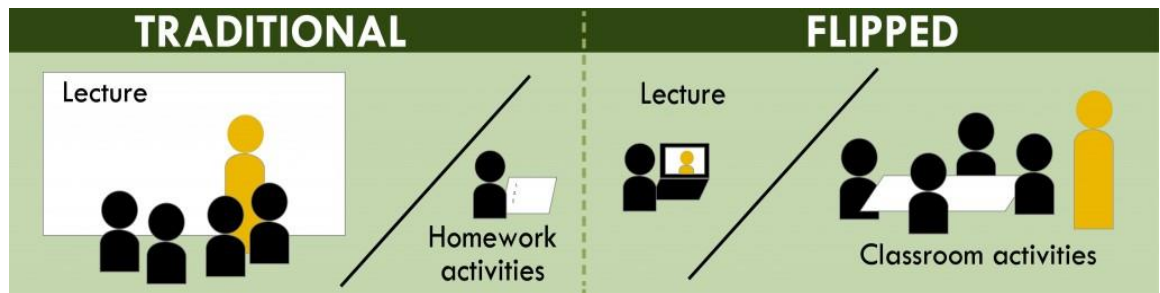 TRADITIONAL
Lecture
Homework
activities
FLIPPED
Lecture
Classroom activities